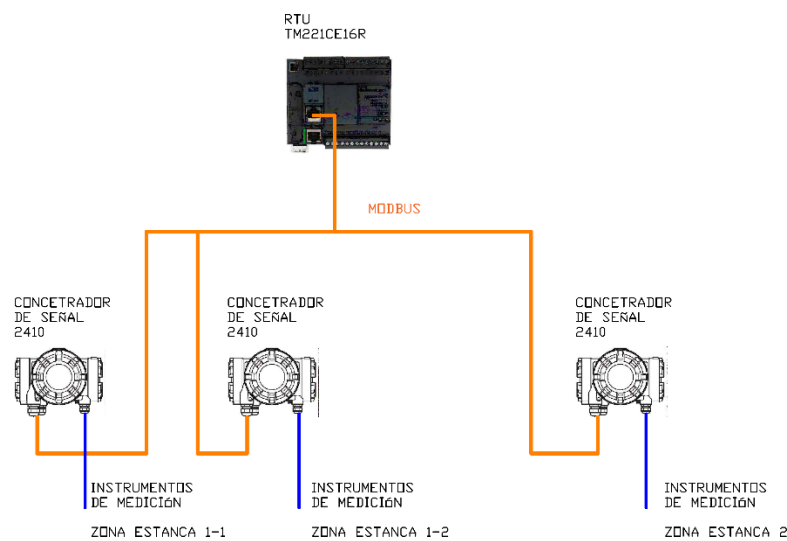 RTU
TM221CE16R
MODBUS
CONCETRADOR
DE SEÑAL
2410
CONCETRADOR
DE SEÑAL
2410
CONCETRADOR
DE SEÑAL
2410
INSTRUMENTOS
DE MEDICIóN
ZONA ESTANCA 1-1
INSTRUMENTOS
DE MEDICIóN
ZONA ESTANCA 1-2
INSTRUMENTOS
DE MEDICIóN
ZONA ESTANCA 2